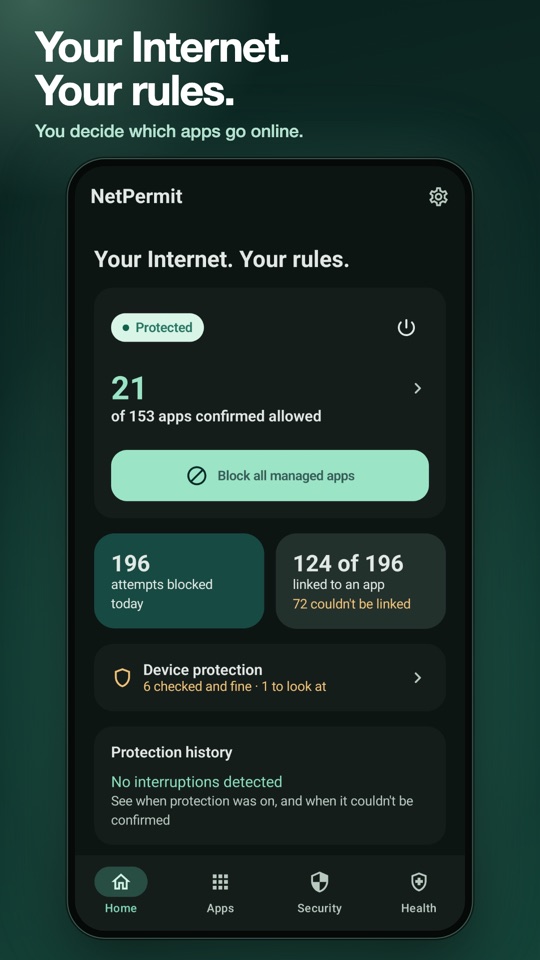 Your Internet.
Your rules.
You decide which apps go online.
NetPermit
Your Internet. Your rules.
Protected
21
of 153 apps confirmed allowed
Block all managed apps
196
attempts blocked
today
124 of 196
linked to an app
72 couldn't be linked
Device protection
6 checked and fine · 1 to look at
Protection history
No interruptions detected
See when protection was on, and when it couldn't be
confirmed
Home
Apps
Security
Health